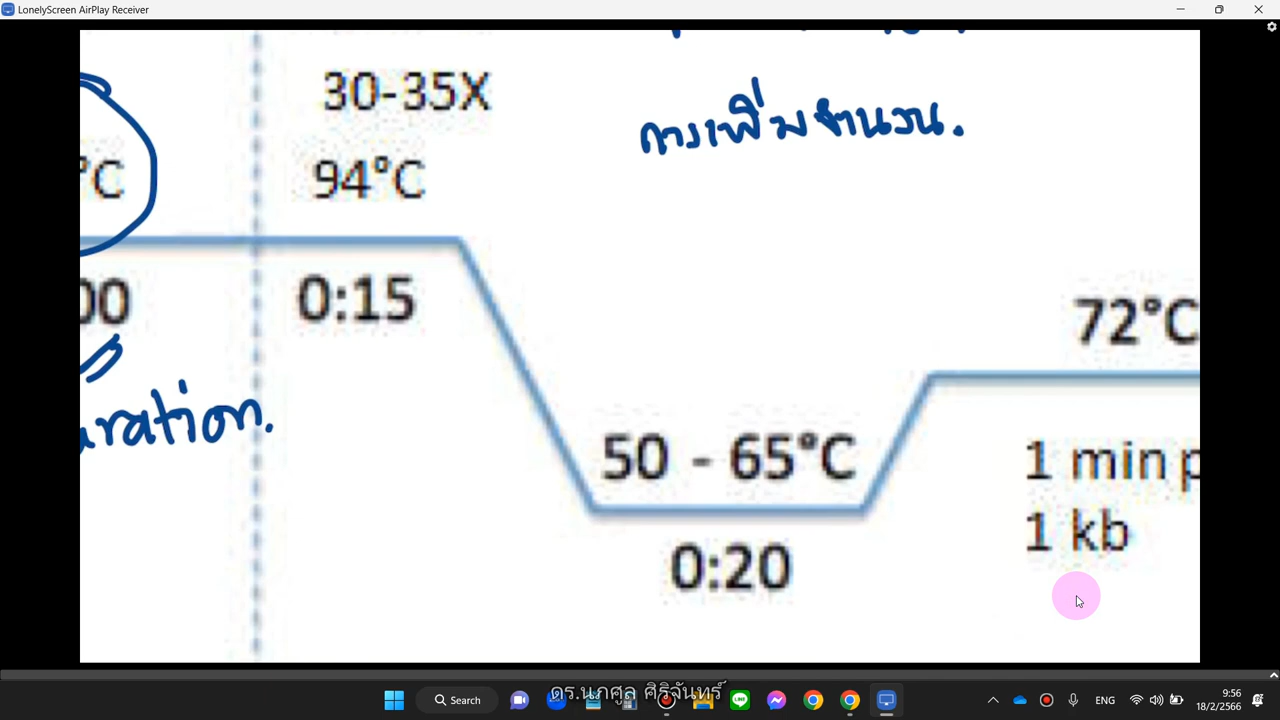 LonelyScreen AirPlay Receiver
30-35X
การเพิ่มจำนวน.
°C
94°C
00
0:15
72°C
uration.
50 - 65°C
1 min p
1 kb
0:20
Search
ดร.นภศูล ศิริจันทร์
ENG
9:56
18/2/2566